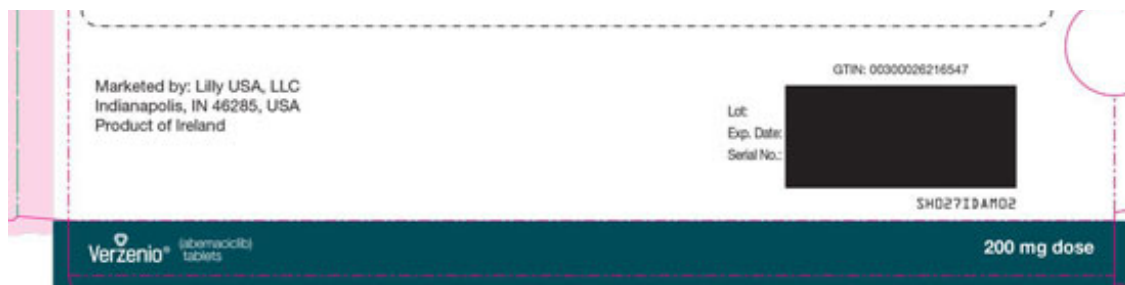 Marketed by: Lilly USA, LLC
Indianapolis, IN 46285, USA
Product of Ireland
GTIN: 00300026216547
Lot:
Exp. Date:
Serial No.:
SH027IDAM02
Verzenio® (abemaciclib)
tablets
200 mg dose